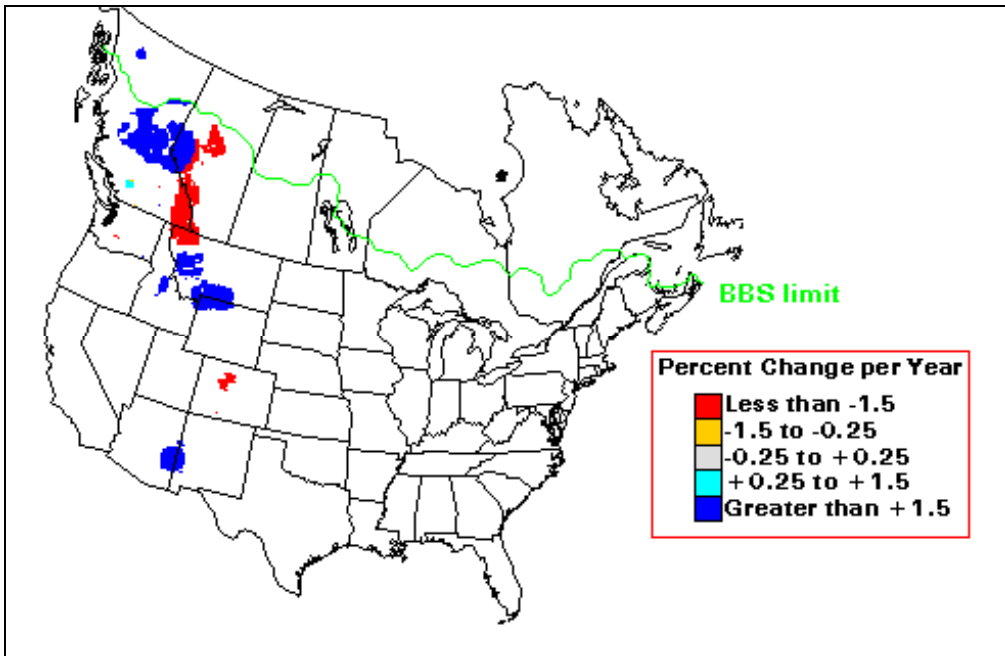 BBS limit
Percent Change per Year
Less than -1.5
-1.5 to -0.25
-0.25 to +0.25
+0.25 to +1.5
Greater than +1.5